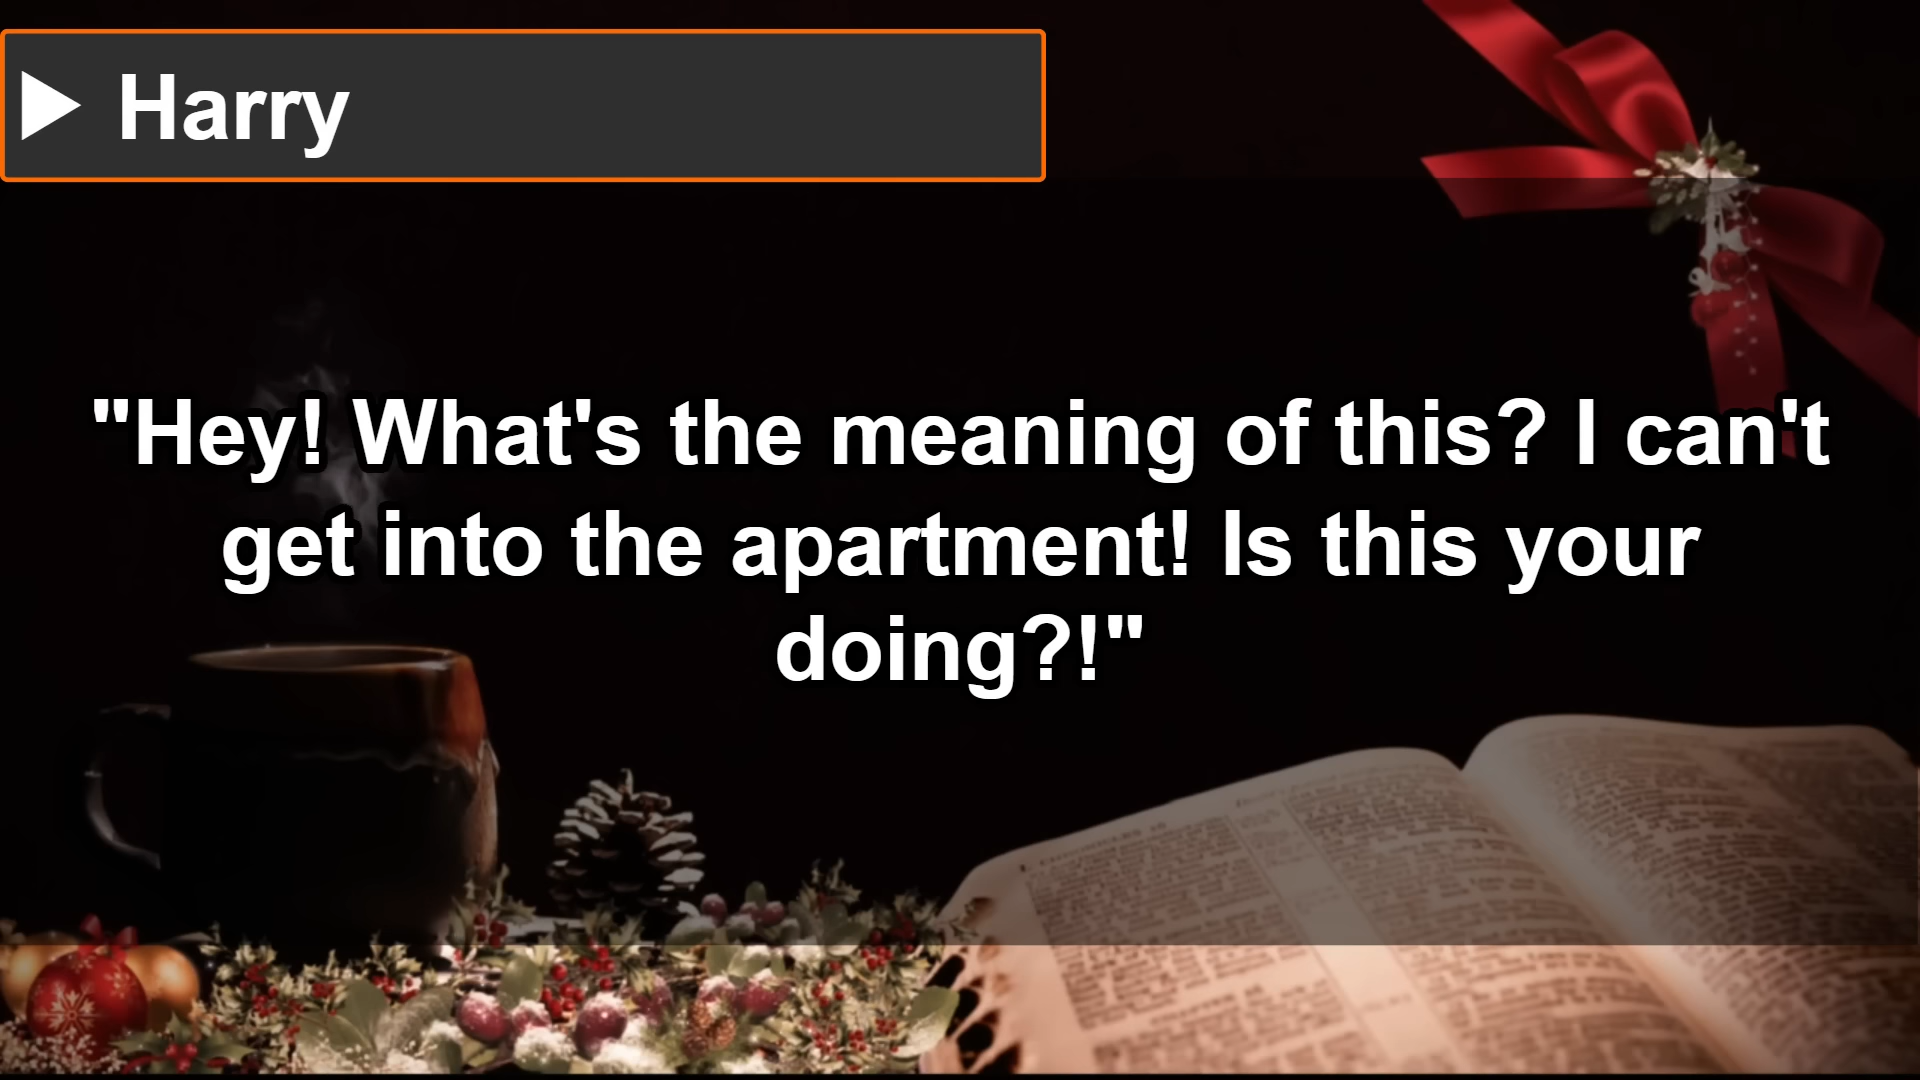 Harry
"Hey! What's the meaning of this? I can't
get into the apartment! Is this your
doing?!"